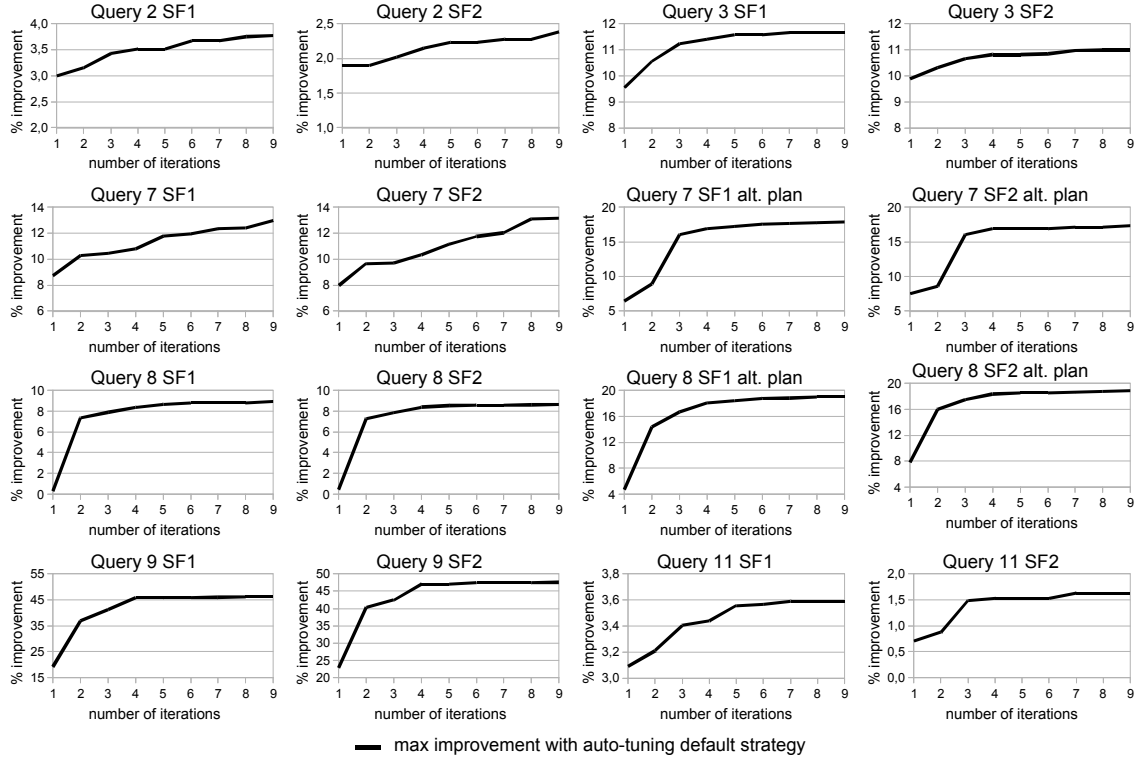 Query 2 SF1
% improvement
4,0
3,5
3,0
2,5
2,0
1 2 3 4 5 6 7 8 9
number of iterations
Query 2 SF2
% improvement
2,5
2,0
1,5
1,0
1 2 3 4 5 6 7 8 9
number of iterations
Query 3 SF1
% improvement
12
11
10
9
8
1 2 3 4 5 6 7 8 9
number of iterations
Query 3 SF2
% improvement
12
11
10
9
8
1 2 3 4 5 6 7 8 9
number of iterations
Query 7 SF1
% improvement
14
12
10
8
6
1 2 3 4 5 6 7 8 9
number of iterations
Query 7 SF2
% improvement
14
12
10
8
6
1 2 3 4 5 6 7 8 9
number of iterations
Query 7 SF1 alt. plan
% improvement
20
15
10
5
1 2 3 4 5 6 7 8 9
number of iterations
Query 7 SF2 alt. plan
% improvement
20
15
10
5
1 2 3 4 5 6 7 8 9
number of iterations
Query 8 SF1
% improvement
10
8
6
4
2
0
1 2 3 4 5 6 7 8 9
number of iterations
Query 8 SF2
% improvement
10
8
6
4
2
0
1 2 3 4 5 6 7 8 9
number of iterations
Query 8 SF1 alt. plan
% improvement
20
16
12
8
4
1 2 3 4 5 6 7 8 9
number of iterations
Query 8 SF2 alt. plan
% improvement
20
16
12
8
4
1 2 3 4 5 6 7 8 9
number of iterations
Query 9 SF1
% improvement
55
45
35
25
15
1 2 3 4 5 6 7 8 9
number of iterations
Query 9 SF2
% improvement
50
45
40
35
30
25
20
1 2 3 4 5 6 7 8 9
number of iterations
Query 11 SF1
% improvement
3,8
3,6
3,4
3,2
3,0
1 2 3 4 5 6 7 8 9
number of iterations
Query 11 SF2
% improvement
2,0
1,5
1,0
0,5
0,0
1 2 3 4 5 6 7 8 9
number of iterations
max improvement with auto-tuning default strategy